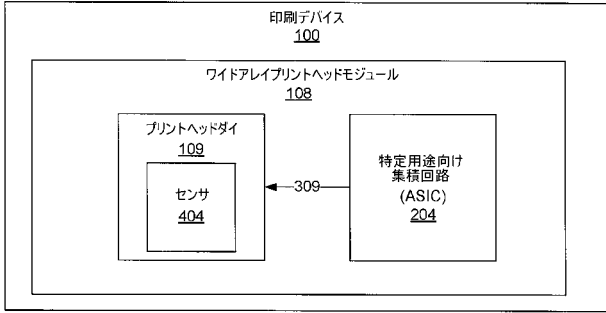 印刷デバイス
100
ワイドアレイプリントヘッドモジュール
108
プリントヘッドダイ
109
センサ
404
309
特定用途向け
集積回路
(ASIC)
204